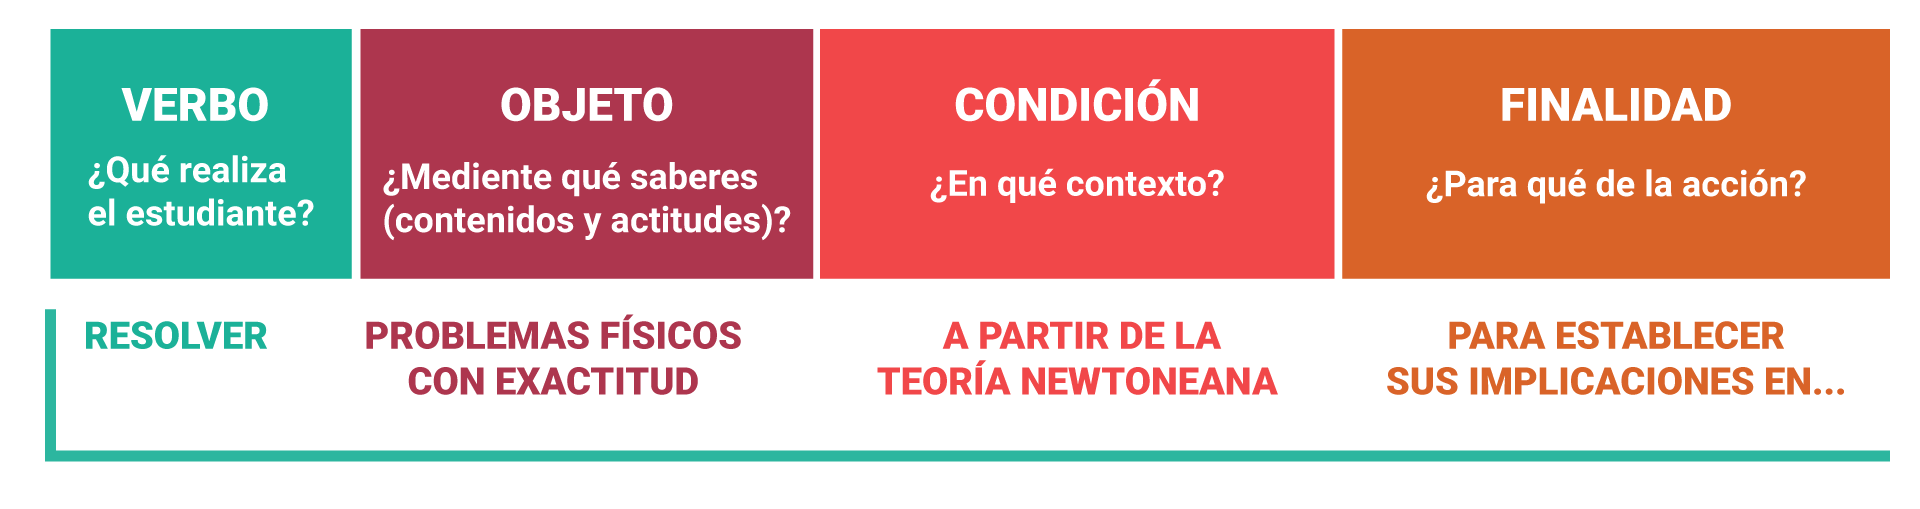 VERBO
¿Qué realiza
el estudiante?
OBJETO
¿Mediente qué saberes
(contenidos y actitudes)?
CONDICIÓN
¿En qué contexto?
FINALIDAD
¿Para qué de la acción?
RESOLVER
PROBLEMAS FÍSICOS
CON EXACTITUD
A PARTIR DE LA
TEORÍA NEWTONEANA
PARA ESTABLECER
SUS IMPLICACIONES EN...